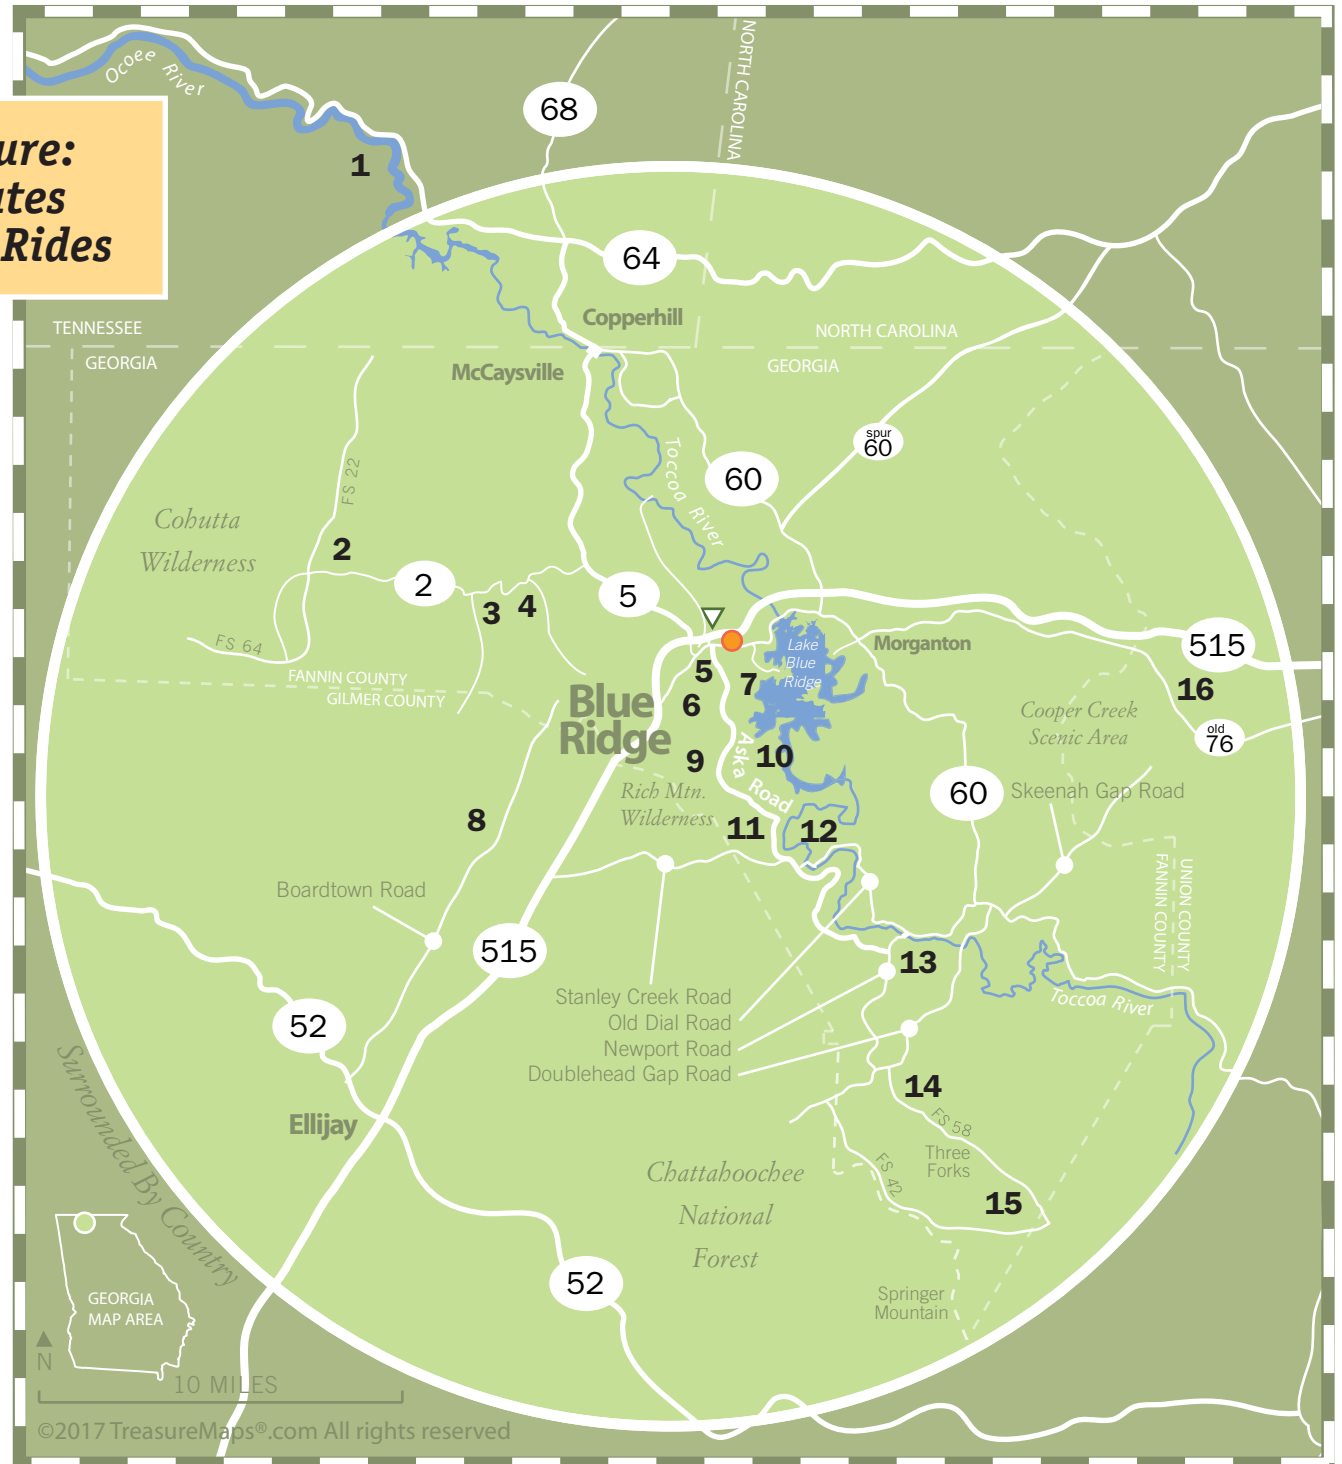 Ocoee River
68
NORTH CAROLINA
ure:
1
tes
Rides
64
Copperhill
TENNESSEE
NORTH CAROLINA
GEORGIA
GEORGIA
McCaysville
spur
60
Toccoa River
60
FS 22
Cohutta
Wilderness
2
2
5
3
4
FS 64
Lake
Blue
Ridge
Morganton
515
5
7
16
FANNIN COUNTY
GILMER COUNTY
6
Blue
Ridge
Cooper Creek
Scenic Area
old
76
9
10
Aska Road
Rich Mtn.
Wilderness
60
Skeenah Gap Road
8
11
12
Boardtown Road
UNION COUNTY
FANNIN COUNTY
515
13
Stanley Creek Road
Old Dial Road
Newport Road
Doublehead Gap Road
Toccoa River
52
Surrounded By Country
14
Ellijay
FS 58
Three
Forks
FS 42
Chattahoochee
National
Forest
15
52
Springer
Mountain
GEORGIA
MAP AREA
N
10 MILES
©2017 TreasureMaps®.com All rights reserved